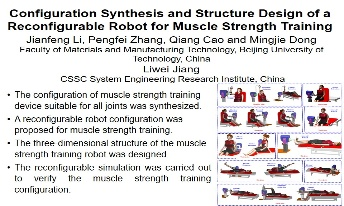 Configuration Synthesis and Structure Design of a
Reconfigurable Robot for Muscle Strength Training
Jianfeng Li, Pengfei Zhang, Qiang Cao and Mingjie Dong
Faculty of Materials and Manufacturing Technology, Beijing University of
Technology, China
Liwei Jiang
CSSC System Engineering Research Institute, China
• The configuration of muscle strength training
device suitable for all joints was synthesized.
• A reconfigurable robot configuration was
proposed for muscle strength training.
• The three dimensional structure of the muscle
strength training robot was designed
• The reconfigurable simulation was carried out
to verify the muscle strength training
configuration.